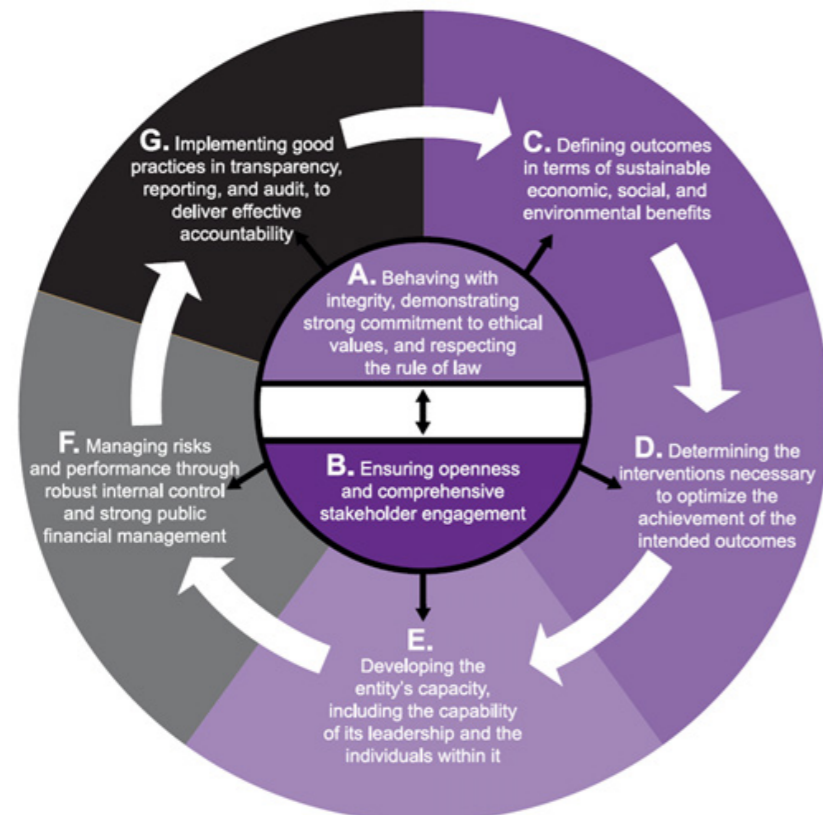 G. Implementing good
practices in transparency,
reporting, and audit, to
deliver effective
accountability
C. Defining outcomes
in terms of sustainable
economic, social, and
environmental benefits
A. Behaving with
integrity, demonstrating
strong commitment to ethical
values, and respecting
the rule of law
B. Ensuring openness
and comprehensive
stakeholder engagement
D. Determining the
interventions necessary
to optimize the
achievement of the
intended outcomes
E.
Developing the
entity's capacity,
including the capability
of its leadership and the
individuals within it
F. Managing risks
and performance through
robust internal control
and strong public
financial management